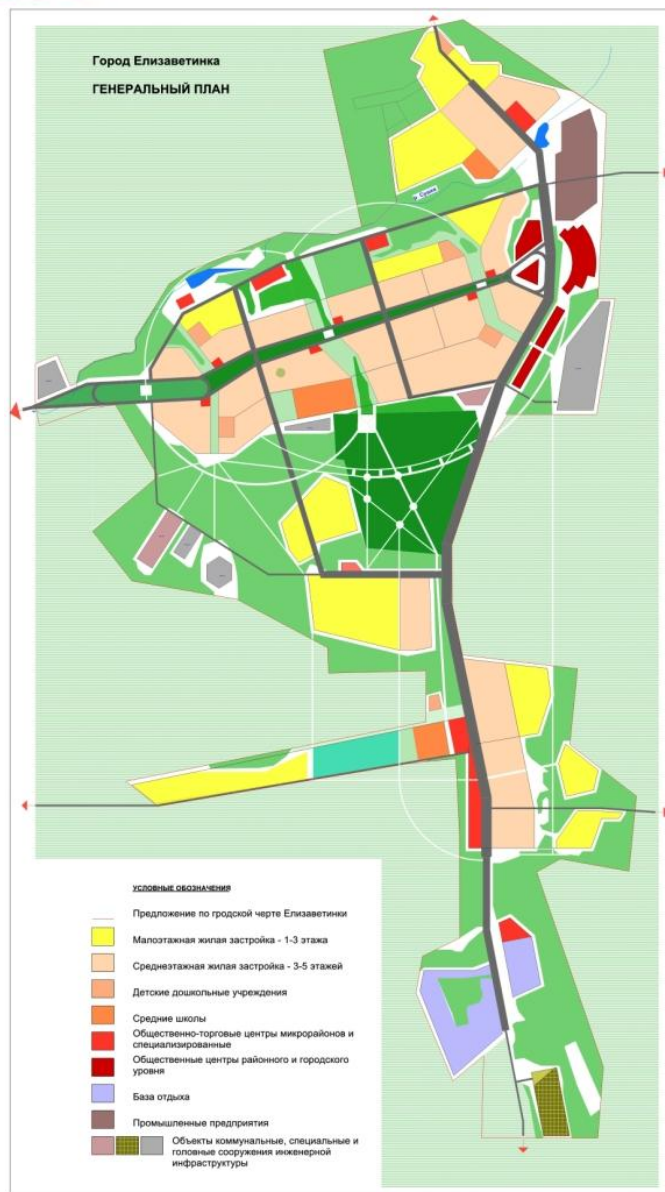 Город Елизаветинка
ГЕНЕРАЛЬНЫЙ ПЛАН
р. Сухая
УСЛОВНЫЕ ОБОЗНАЧЕНИЯ
Предложение по гродской черте Елизаветинки
Малоэтажная жилая застройка - 1-3 этажа
Среднеэтажная жилая застройка - 3-5 этажей
Детские дошкольные учреждения
Средние школы
Общественно-торговые центры микрорайонов и
специализированные
Общественные центры районного и городского
уровня
База отдыха
Промышленные предприятия
Объекты коммунальные, специальные и
головные сооружения инженерной
инфраструктуры